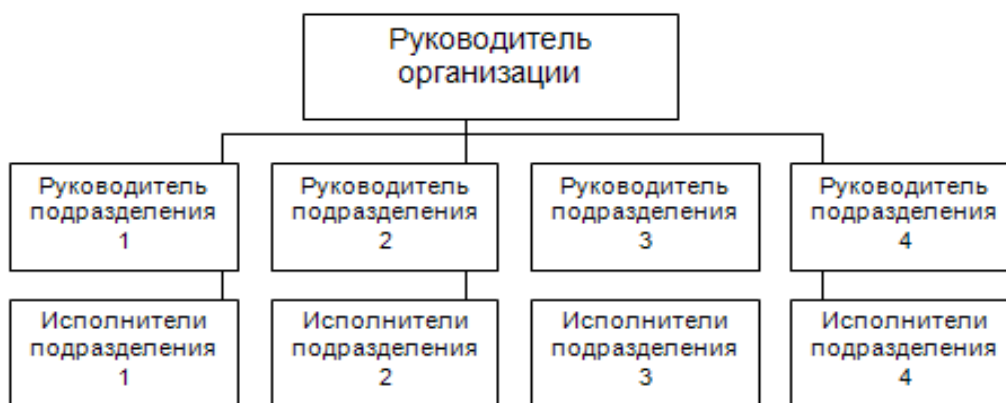 Руководитель
организации
Руководитель
подразделения
1
Руководитель
подразделения
2
Руководитель
подразделения
3
Руководитель
подразделения
4
Исполнители
подразделения
1
Исполнители
подразделения
2
Исполнители
подразделения
3
Исполнители
подразделения
4